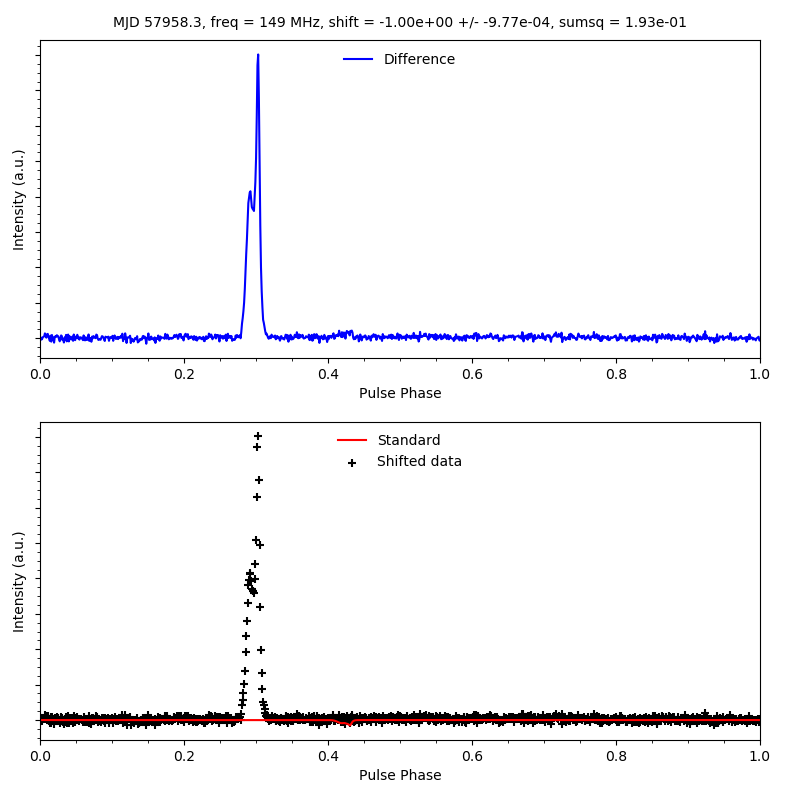 MJD 57958.3, freq = 149 MHz, shift = -1.00e+00 +/- -9.77e-04, sumsq = 1.93e-01
Difference
Intensity (a.u.)
0.0 0.2 0.4 0.6 0.8 1.0
Pulse Phase
Standard
Shifted data
Intensity (a.u.)
0.0 0.2 0.4 0.6 0.8 1.0
Pulse Phase